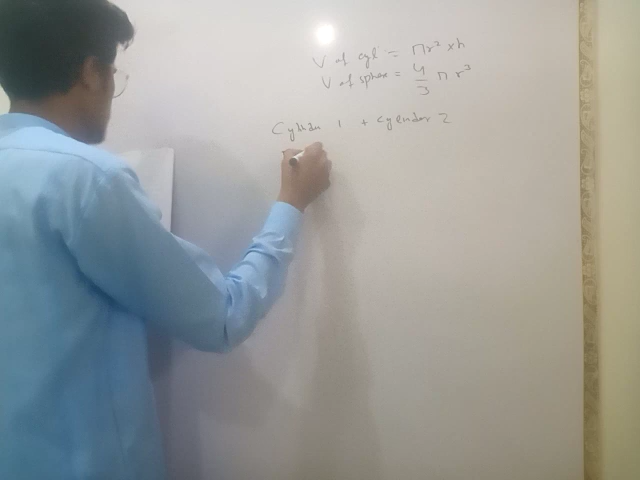 V of cyl = πr² x h
V of sphere = 4/3 π r³
Cylinder 1 + cylinder 2